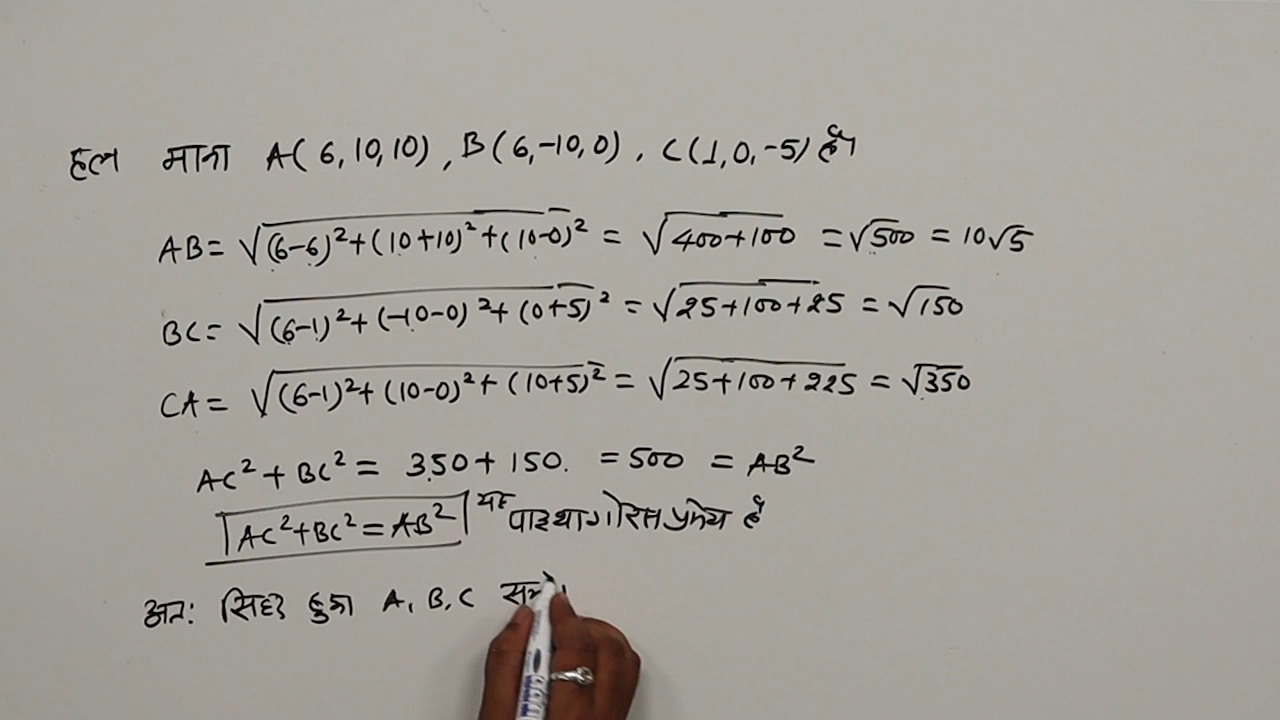 हल माना A(6,10,10), B(6,-10,0), C(1,0,-5) है।
AB= √(6-6)²+(10+10)²+(10-0)² = √400+100 = √500 = 10√5
BC= √(6-1)²+(-10-0)²+(0+5)² = √25+100+25 = √150
CA= √(6-1)²+(10-0)²+(10+5)² = √25+100+225 = √350
AC²+BC² = 350+150. =500 = AB²
AC²+BC²=AB² यह पाइथागोरस प्रमेय है
अतः सिद्ध हुआ A, B, C